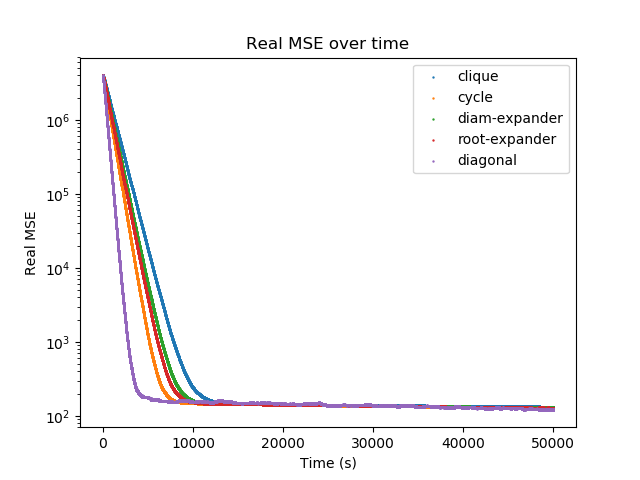 Real MSE over time
clique
cycle
diam-expander
root-expander
diagonal
Real MSE
10^6
10^5
10^4
10^3
10^2
0 10000 20000 30000 40000 50000
Time (s)